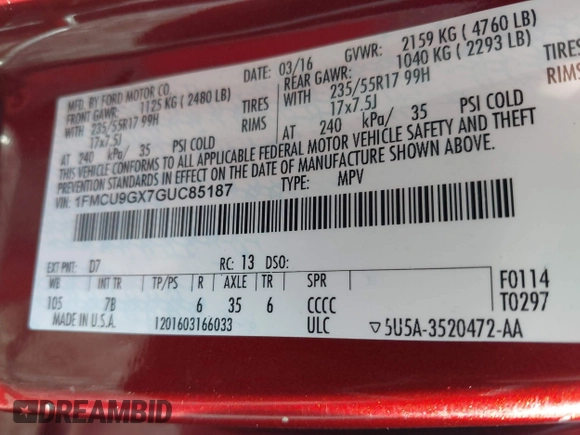 MFD. BY FORD MOTOR CO.
DATE: 03/16 GVWR: 2159 KG ( 4760 LB)
FRONT GAWR: 1125 KG ( 2480 LB)
REAR GAWR: 1040 KG ( 2293 LB)
WITH 235/55R17 99H TIRES
WITH 235/55R17 99H TIRES
17x7.5J RIMS
17x7.5J RIMS
AT 240 kPa/ 35 PSI COLD
AT 240 kPa/ 35 PSI COLD
THIS VEHICLE CONFORMS TO ALL APPLICABLE FEDERAL MOTOR VEHICLE SAFETY AND THEFT
PREVENTION STANDARDS IN EFFECT ON THE DATE OF MANUFACTURE SHOWN ABOVE.
VIN: 1FMCU9GX7GUC85187
TYPE: MPV
EXT PNT: D7 RC: 13 DSO:
WB INT TR TP/PS R AXLE TR SPR
F0114
105 7B 6 35 6 CCCC
T0297
MADE IN U.S.A. 1201603166033 ULC
▽5U5A-3520472-AA
DREAMBID